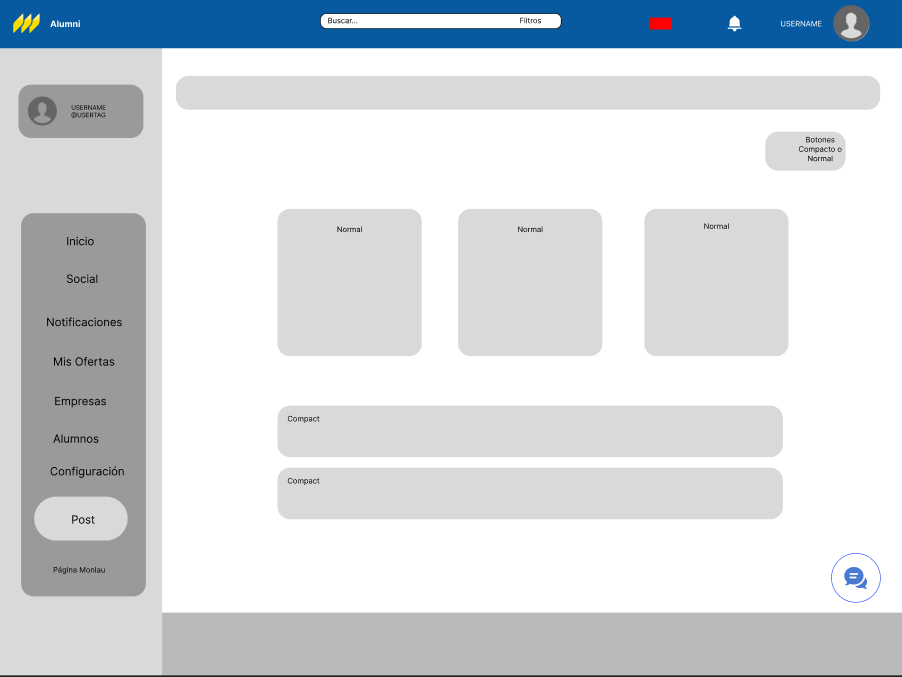 Alumni
Buscar...
Filtros
USERNAME
USERNAME
@USERTAG
Botones
Compacto o
Normal
Normal
Normal
Normal
Inicio
Social
Notificaciones
Mis Ofertas
Empresas
Alumnos
Configuración
Post
Página Monlau
Compact
Compact